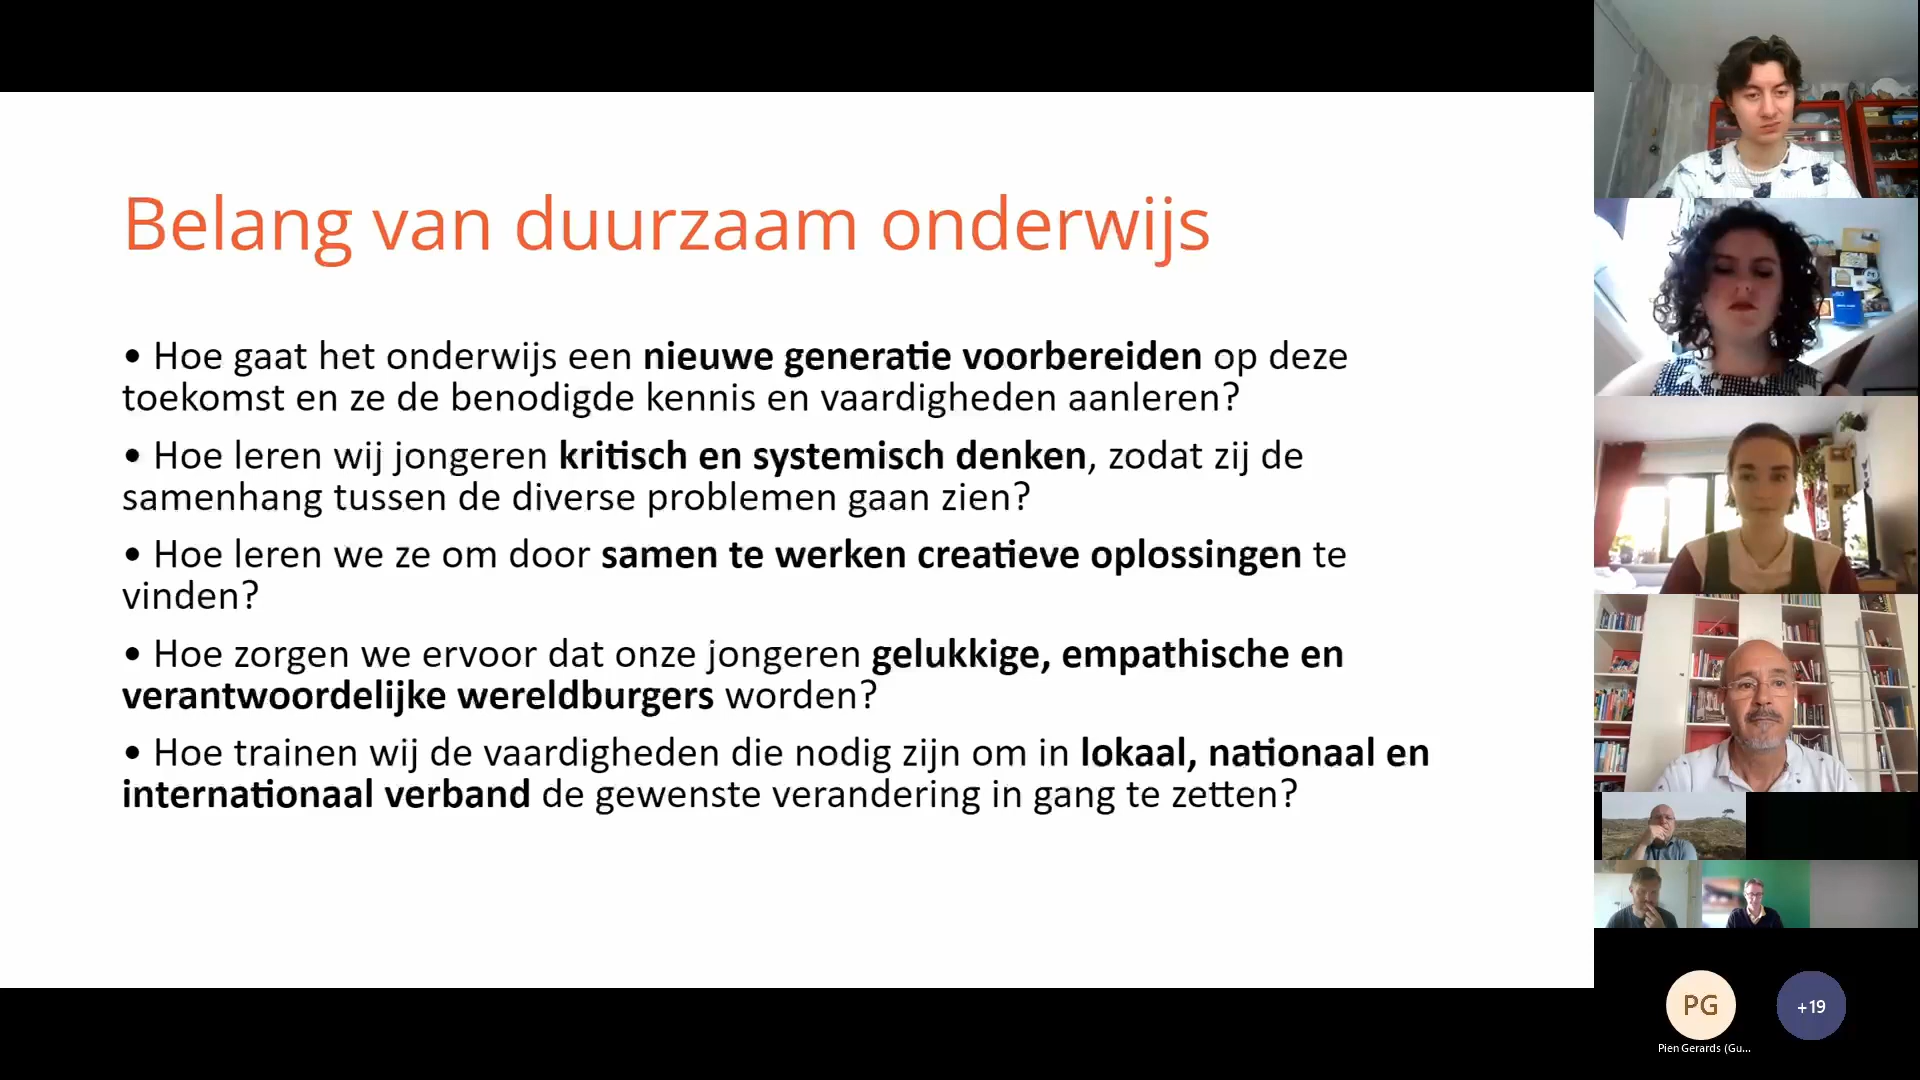 Belang van duurzaam onderwijs
• Hoe gaat het onderwijs een nieuwe generatie voorbereiden op deze
toekomst en ze de benodigde kennis en vaardigheden aanleren?
• Hoe leren wij jongeren kritisch en systemisch denken, zodat zij de
samenhang tussen de diverse problemen gaan zien?
• Hoe leren we ze om door samen te werken creatieve oplossingen te
vinden?
• Hoe zorgen we ervoor dat onze jongeren gelukkige, empathische en
verantwoordelijke wereldburgers worden?
• Hoe trainen wij de vaardigheden die nodig zijn om in lokaal, nationaal en
internationaal verband de gewenste verandering in gang te zetten?
PG
+19
Pien Gerards (Gu...